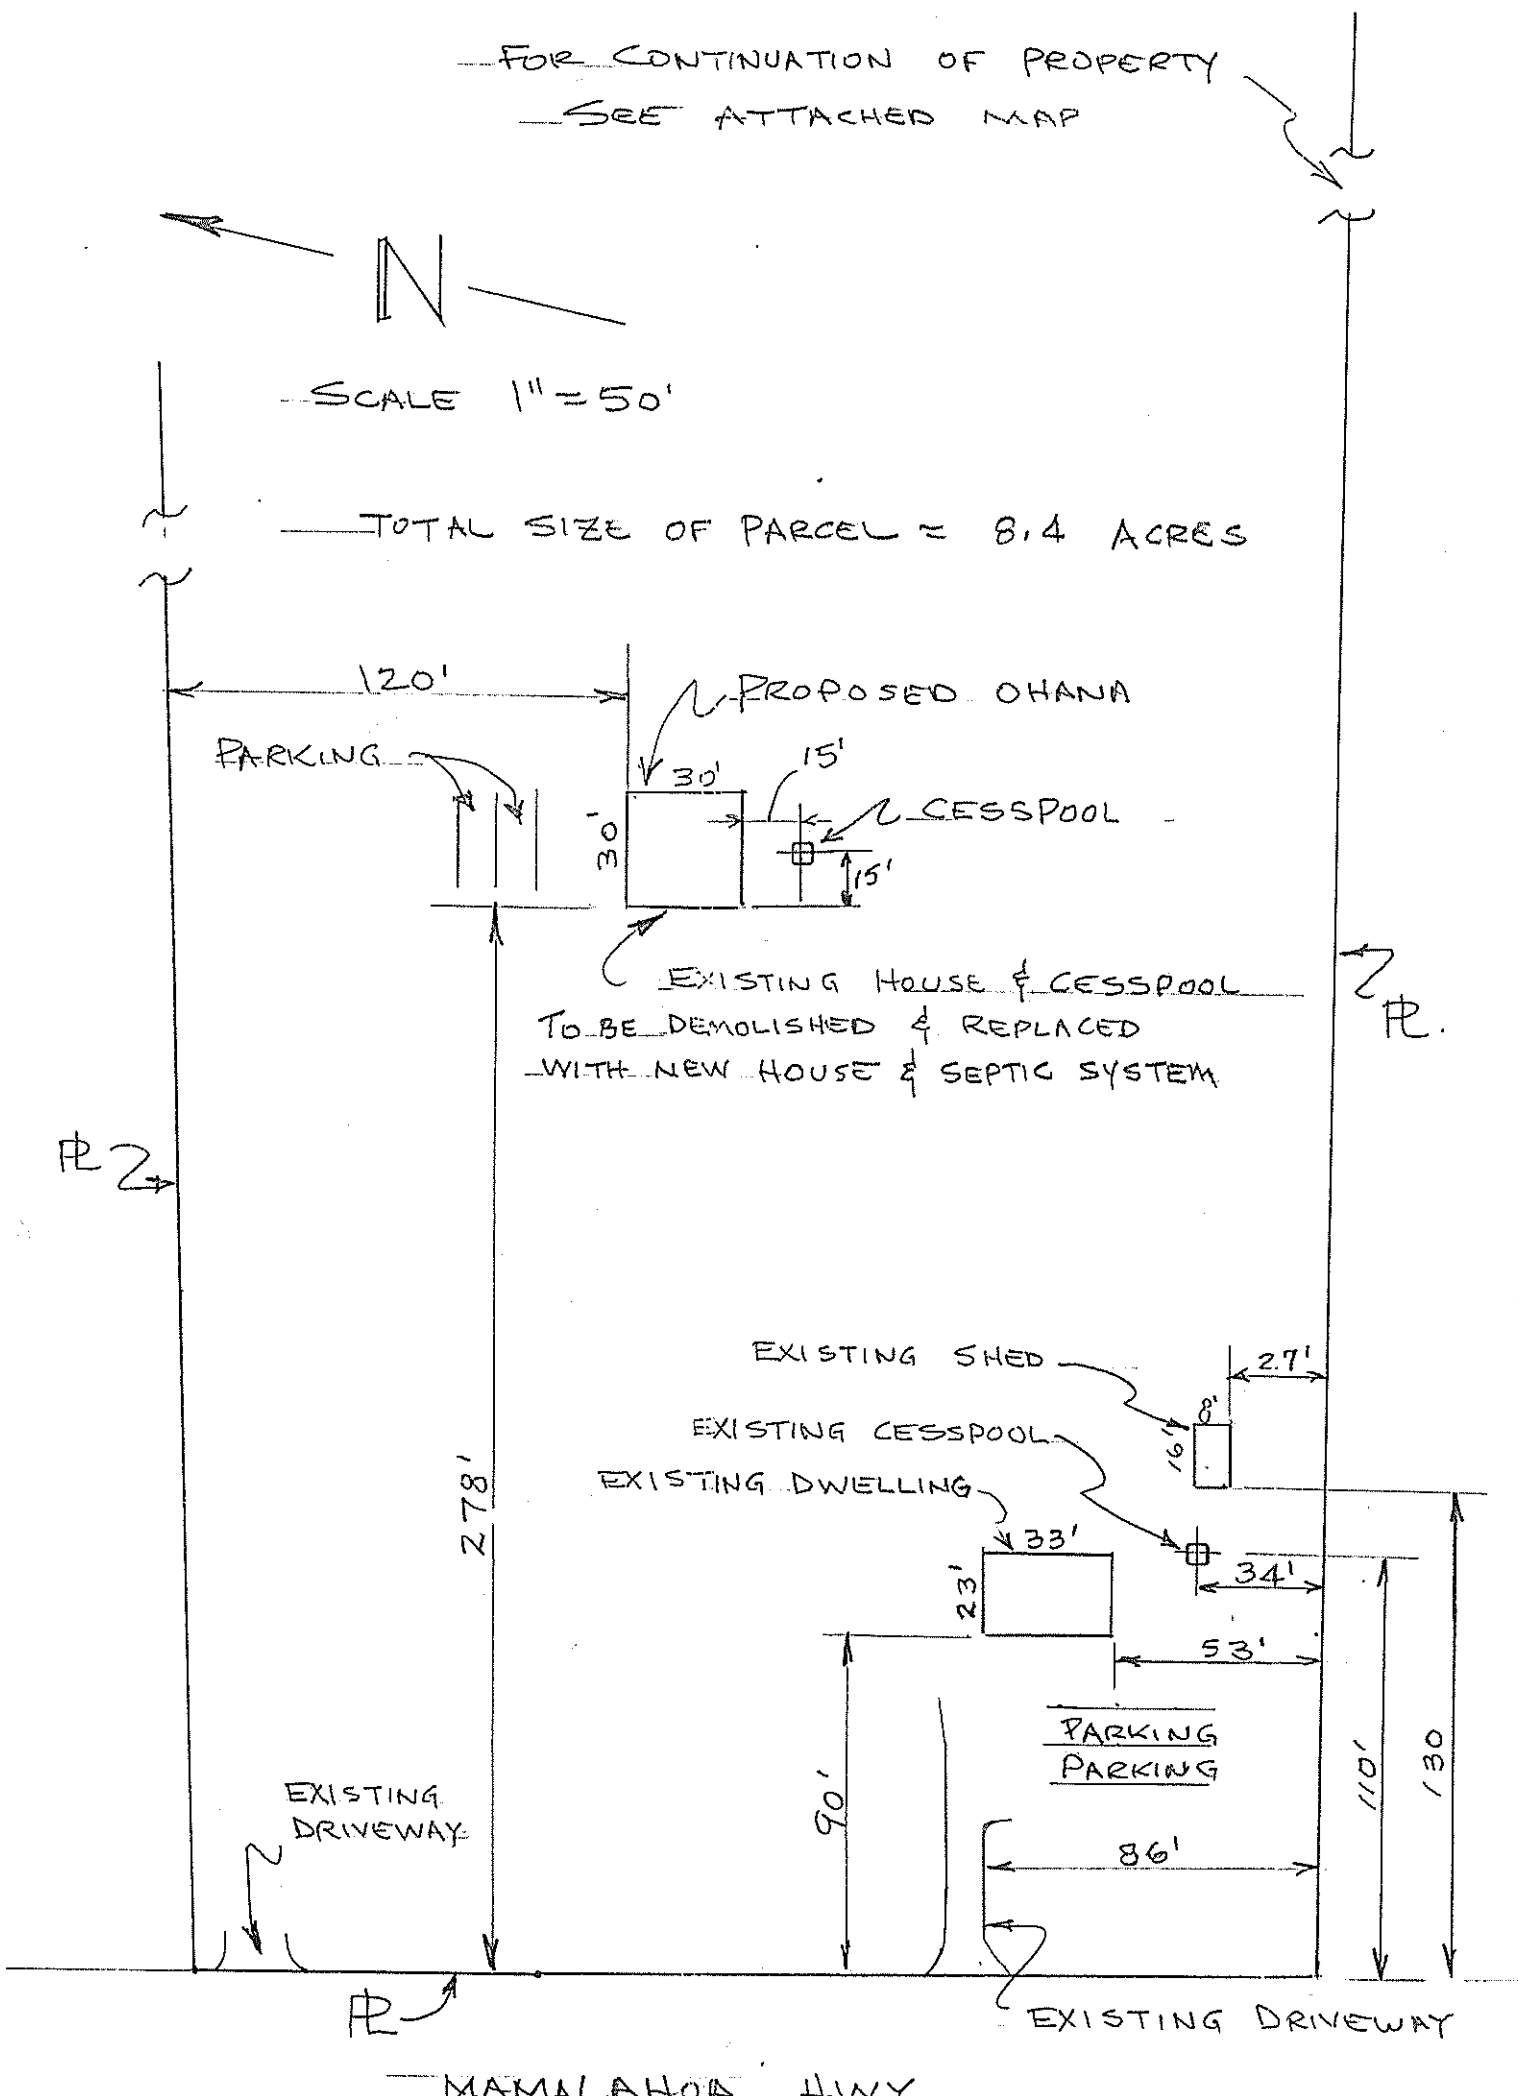 FOR CONTINUATION OF PROPERTY
SEE ATTACHED MAP
N
SCALE 1" = 50'
TOTAL SIZE OF PARCEL = 8.4 ACRES
120'
PROPOSED OHANA
PARKING
30'
15'
30'
CESSPOOL
15'
EXISTING HOUSE & CESSPOOL
TO BE DEMOLISHED & REPLACED
WITH NEW HOUSE & SEPTIC SYSTEM
PL.
PL
EXISTING SHED
27'
8'
16'
EXISTING CESSPOOL
EXISTING DWELLING
278'
33'
23'
34'
53'
PARKING
PARKING
90'
110'
130
EXISTING
DRIVEWAY
86'
PL
EXISTING DRIVEWAY
MAMALAHOA HWY